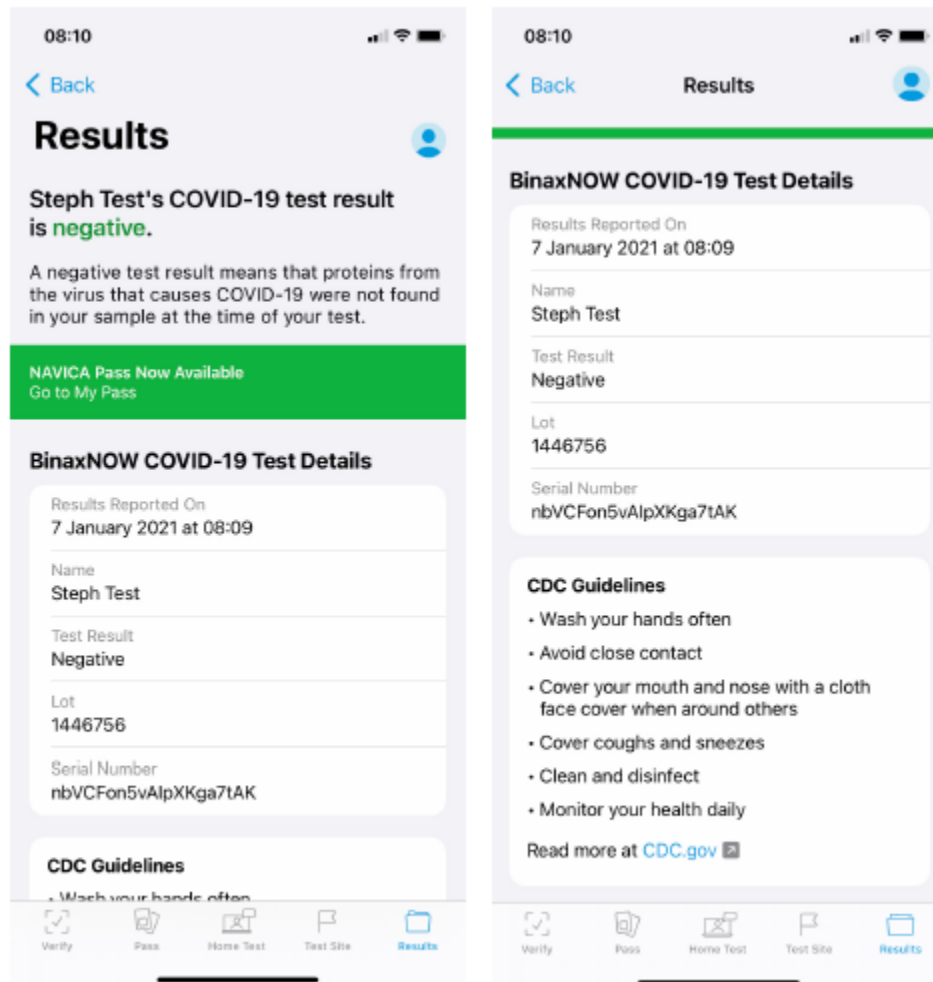 08:10
Back
Results
Steph Test's COVID-19 test result
is negative.
A negative test result means that proteins from
the virus that causes COVID-19 were not found
in your sample at the time of your test.
NAVICA Pass Now Available
Go to My Pass
BinaxNOW COVID-19 Test Details
Results Reported On
7 January 2021 at 08:09
Name
Steph Test
Test Result
Negative
Lot
1446756
Serial Number
nbVCFon5vAlpXKga7tAK
CDC Guidelines
• Wash your hands often
Verify Pass Home Test Test Site Results
08:10
Back Results
BinaxNOW COVID-19 Test Details
Results Reported On
7 January 2021 at 08:09
Name
Steph Test
Test Result
Negative
Lot
1446756
Serial Number
nbVCFon5vAlpXKga7tAK
CDC Guidelines
• Wash your hands often
• Avoid close contact
• Cover your mouth and nose with a cloth
face cover when around others
• Cover coughs and sneezes
• Clean and disinfect
• Monitor your health daily
Read more at CDC.gov
Verify Pass Home Test Test Site Results